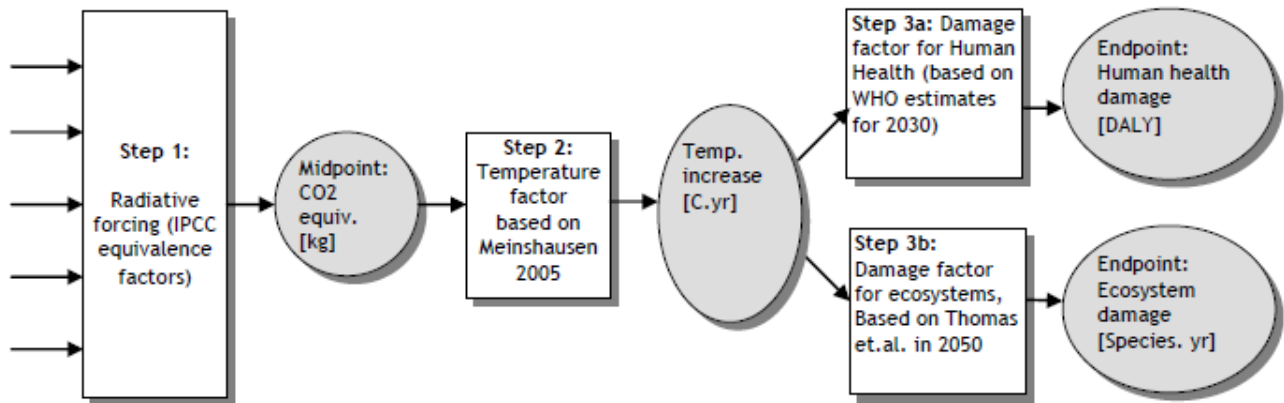 Step 1:
Radiative
forcing (IPCC
equivalence
factors)
Midpoint:
CO2
equiv.
[kg]
Step 2:
Temperature
factor
based on
Meinshausen
2005
Temp.
increase
[C.yr]
Step 3a: Damage
factor for Human
Health (based on
WHO estimates
for 2030)
Endpoint:
Human health
damage
[DALY]
Step 3b:
Damage factor
for ecosystems,
Based on Thomas
et.al. in 2050
Endpoint:
Ecosystem
damage
[Species. yr]